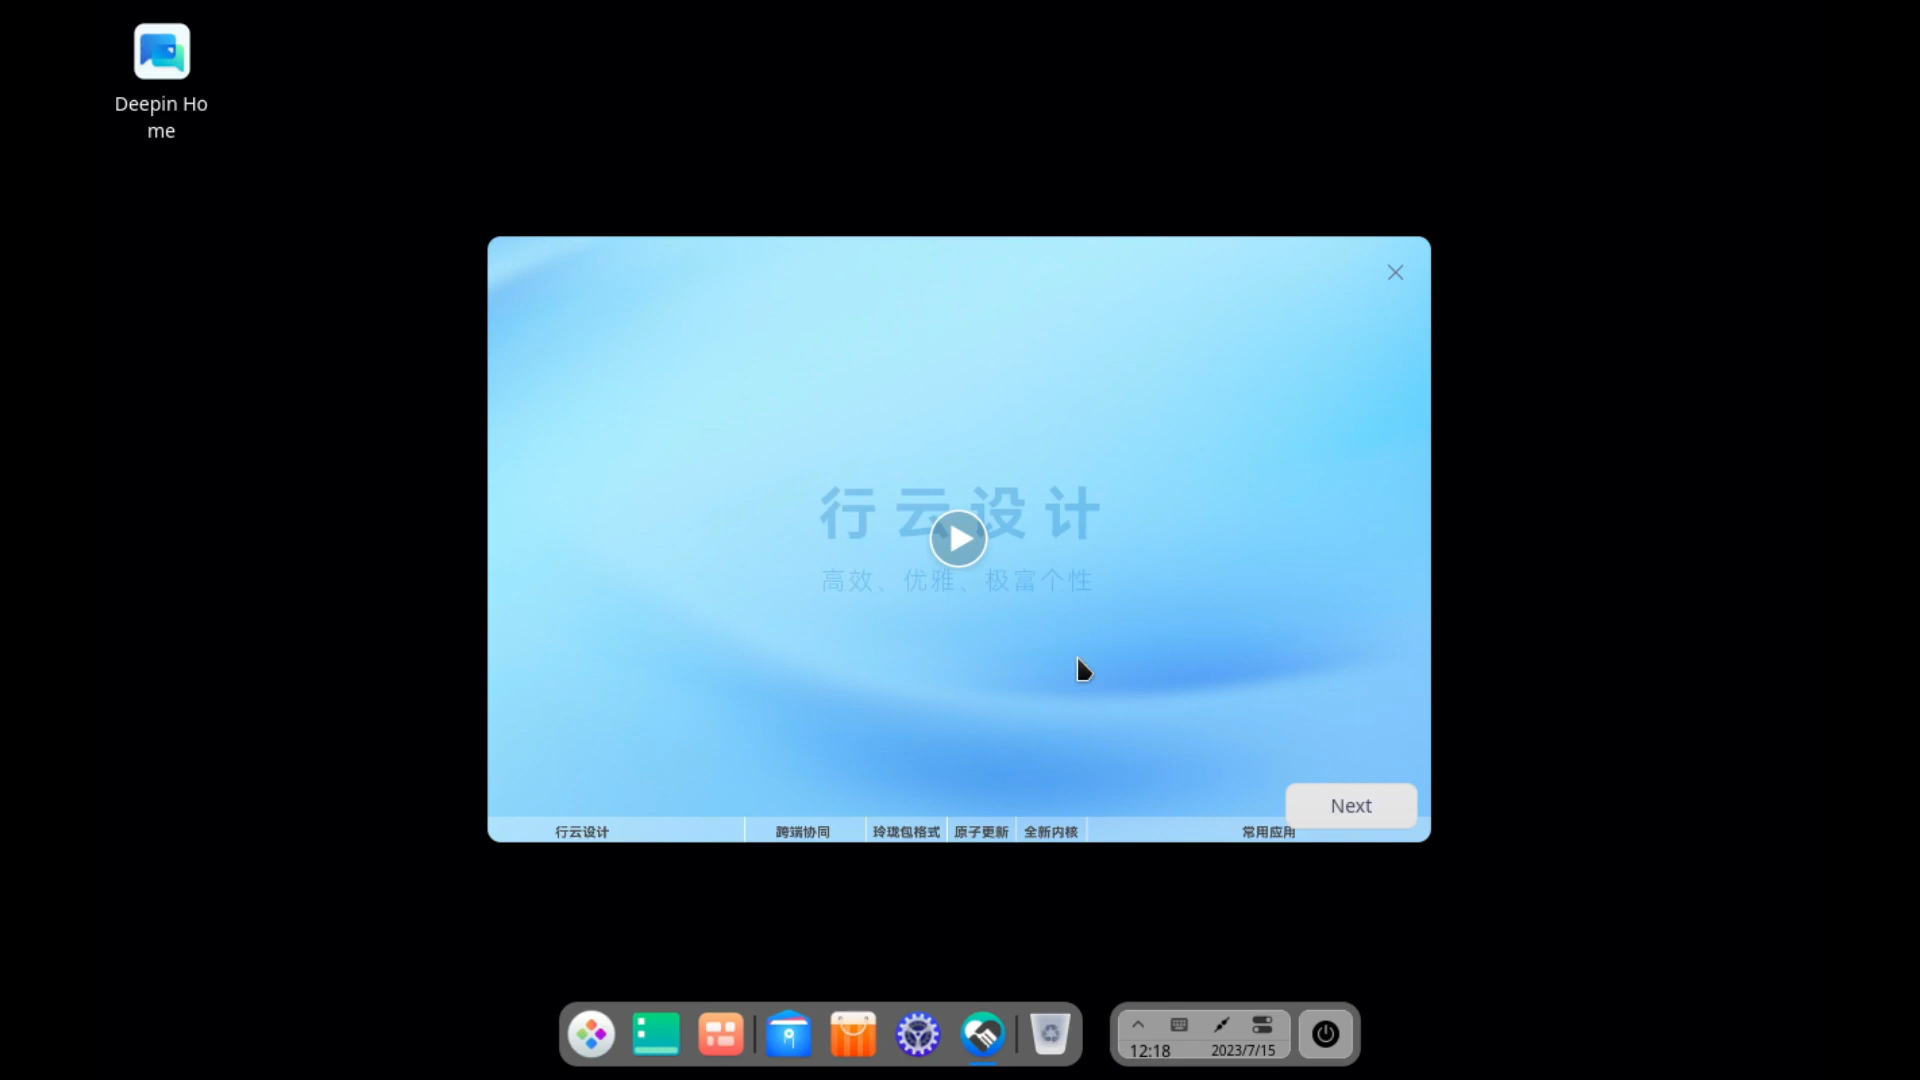 Deepin Ho
me
行云设计
高效、优雅、极富个性
Next
行云设计 跨端协同 玲珑包格式 原子更新 全新内核 常用应用
12:18 2023/7/15